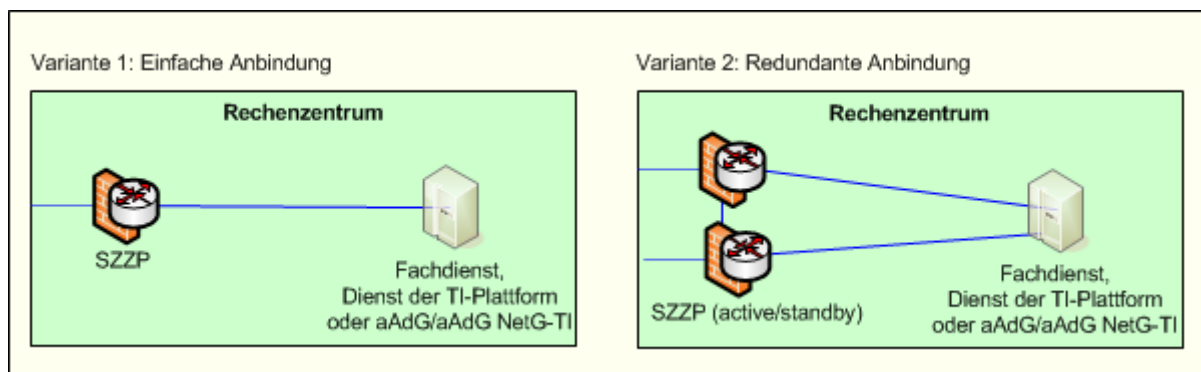 Variante 1: Einfache Anbindung
Rechenzentrum
SZZP
Fachdienst,
Dienst der TI-Plattform
oder aAdG/aAdG NetG-TI
Variante 2: Redundante Anbindung
Rechenzentrum
SZZP (active/standby)
Fachdienst,
Dienst der TI-Plattform
oder aAdG/aAdG NetG-TI